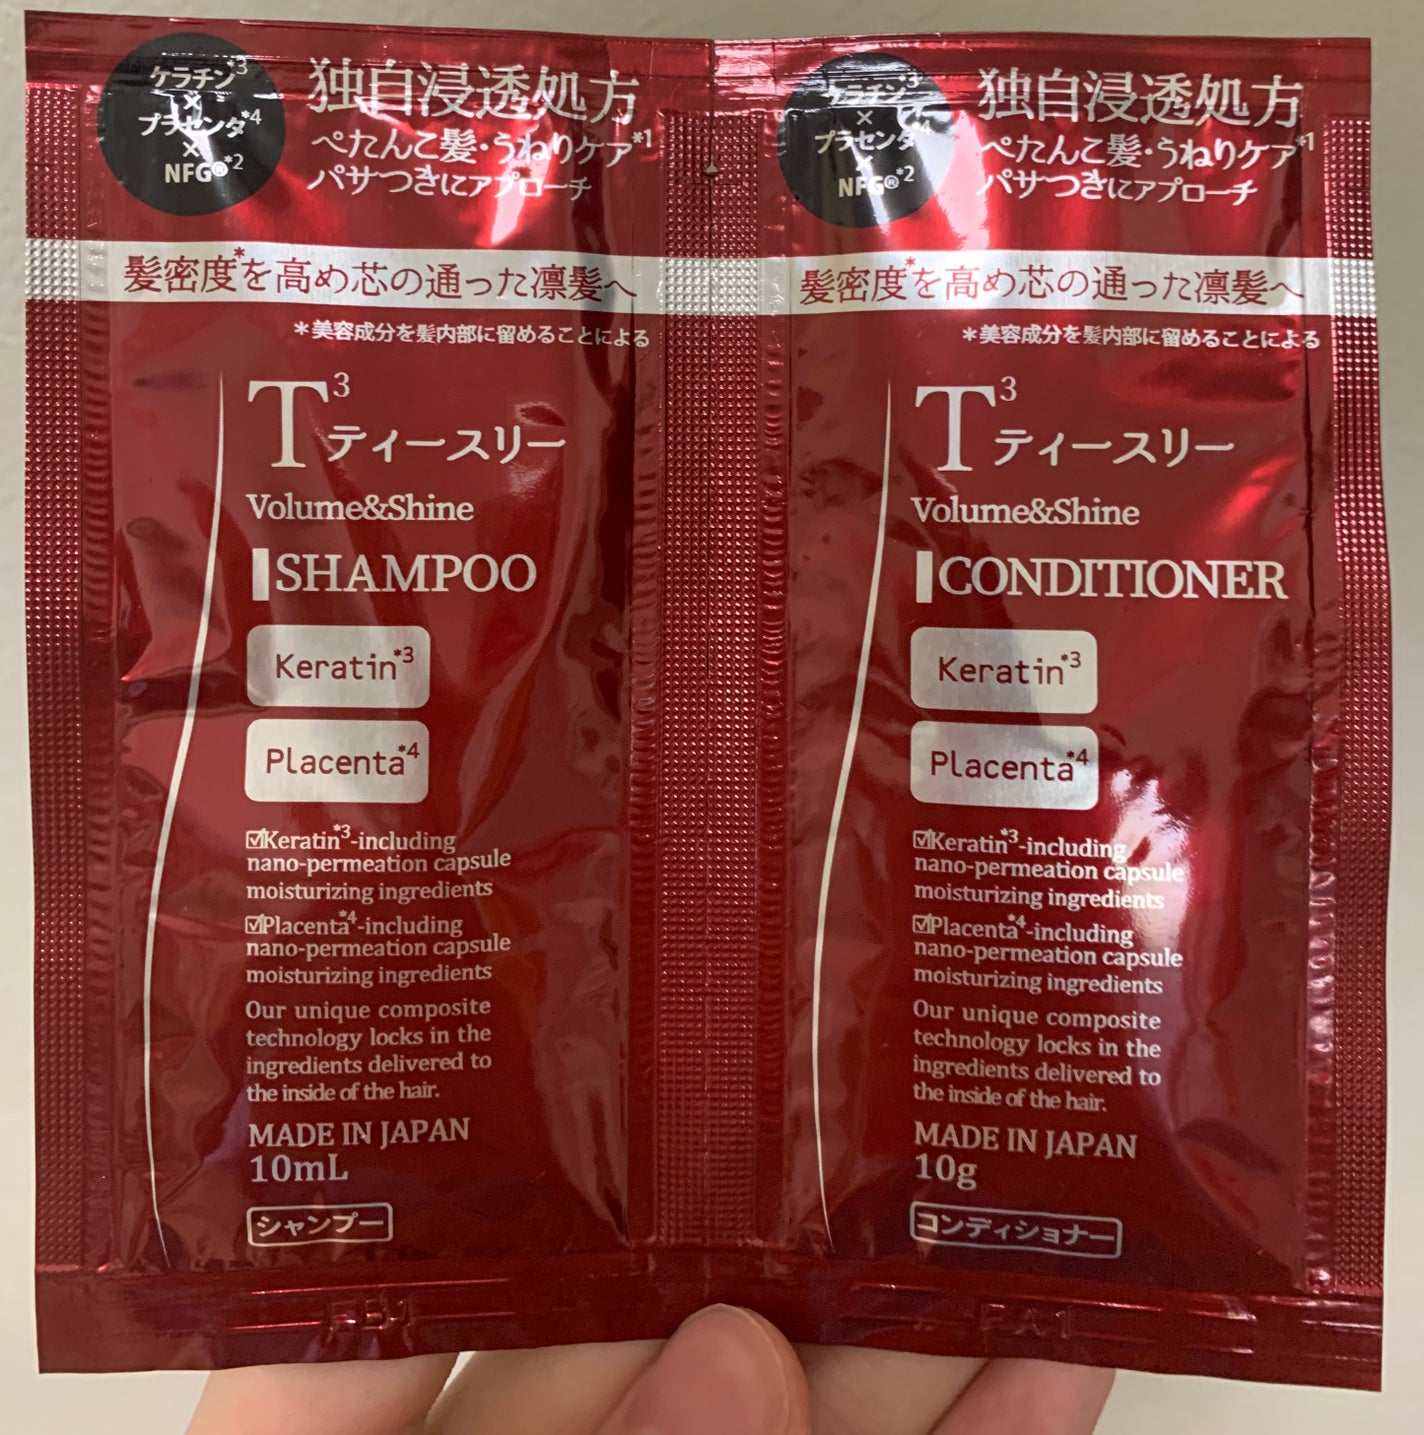 ケラチン*3
×
プラセンタ*4
×
NFG®*2
独自浸透処方
ぺたんこ髪・うねりケア*1
パサつきにアプローチ
髪密度*を高め芯の通った凛髪へ
*美容成分を髪内部に留めることによる
T3ティースリー
Volume&Shine
SHAMPOO
Keratin*3
Placenta*4
☑Keratin*3-including
nano-permeation capsule
moisturizing ingredients
☑Placenta*4-including
nano-permeation capsule
moisturizing ingredients
Our unique composite
technology locks in the
ingredients delivered to
the inside of the hair.
MADE IN JAPAN
10mL
シャンプー
ケラチン*3
×
プラセンタ*4
×
NFG®*2
独自浸透処方
ぺたんこ髪・うねりケア*1
パサつきにアプローチ
髪密度*を高め芯の通った凛髪へ
*美容成分を髪内部に留めることによる
T3ティースリー
Volume&Shine
CONDITIONER
Keratin*3
Placenta*4
☑Keratin*3-including
nano-permeation capsule
moisturizing ingredients
☑Placenta*4-including
nano-permeation capsule
moisturizing ingredients
Our unique composite
technology locks in the
ingredients delivered to
the inside of the hair.
MADE IN JAPAN
10g
コンディショナー